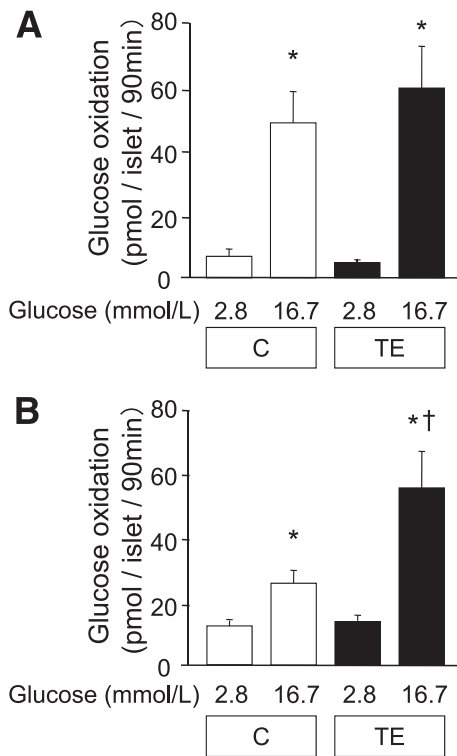 A
Glucose oxidation
(pmol / islet / 90min)
80
60
40
20
0
*
*
Glucose (mmol/L) 2.8 16.7 2.8 16.7
C TE
B
Glucose oxidation
(pmol / islet / 90min)
80
60
40
20
0
*
*†
Glucose (mmol/L) 2.8 16.7 2.8 16.7
C TE